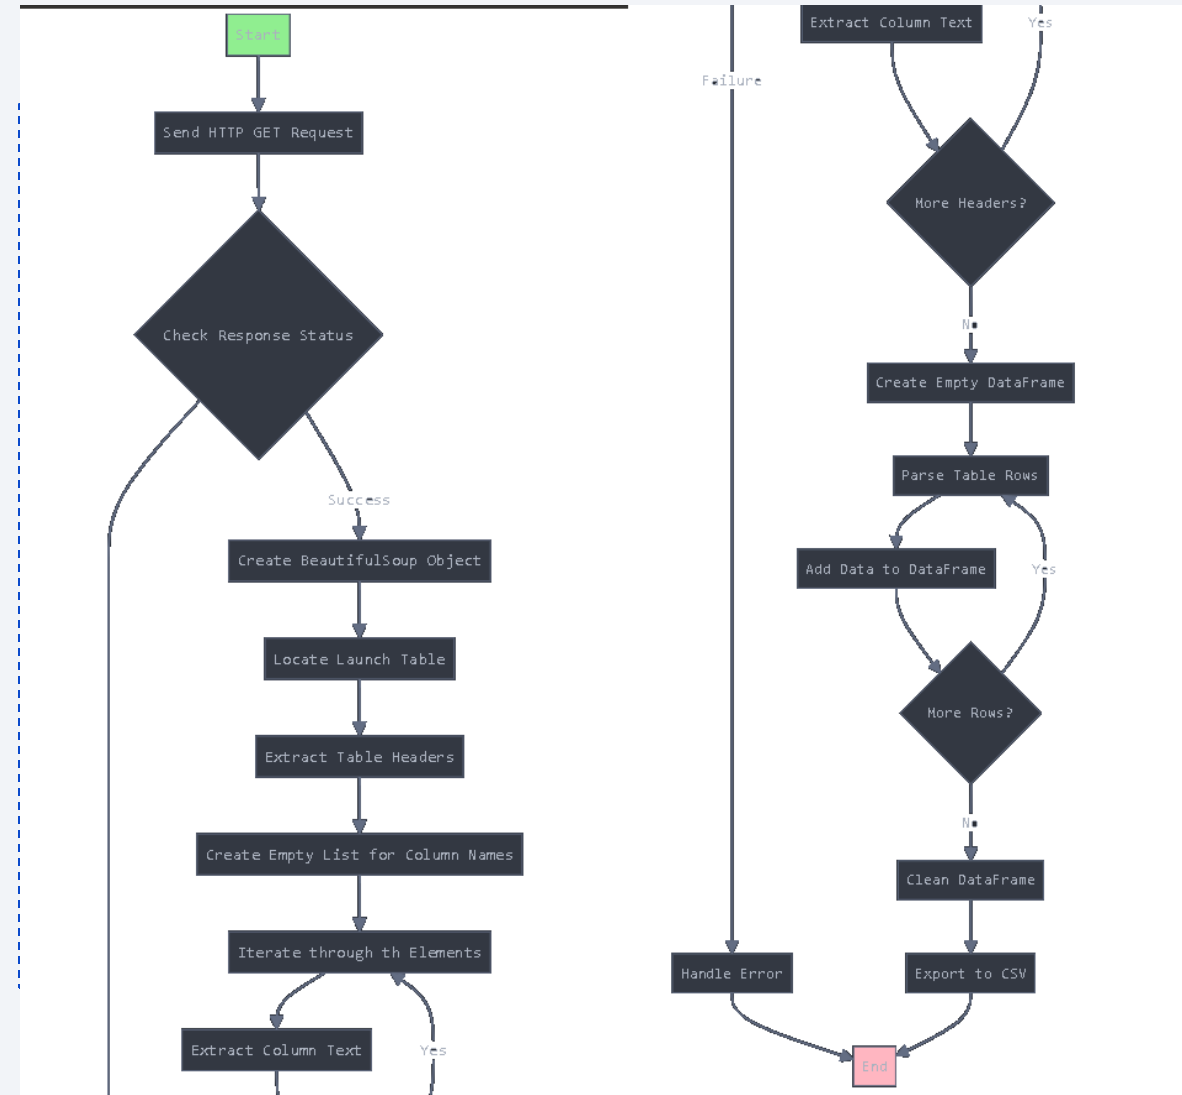 Start
Send HTTP GET Request
Check Response Status
Success
Create BeautifulSoup Object
Locate Launch Table
Extract Table Headers
Create Empty List for Column Names
Iterate through th Elements
Extract Column Text
Yes
Extract Column Text
Yes
Failure
More Headers?
No
Create Empty DataFrame
Parse Table Rows
Add Data to DataFrame
Yes
More Rows?
No
Clean DataFrame
Handle Error
Export to CSV
End